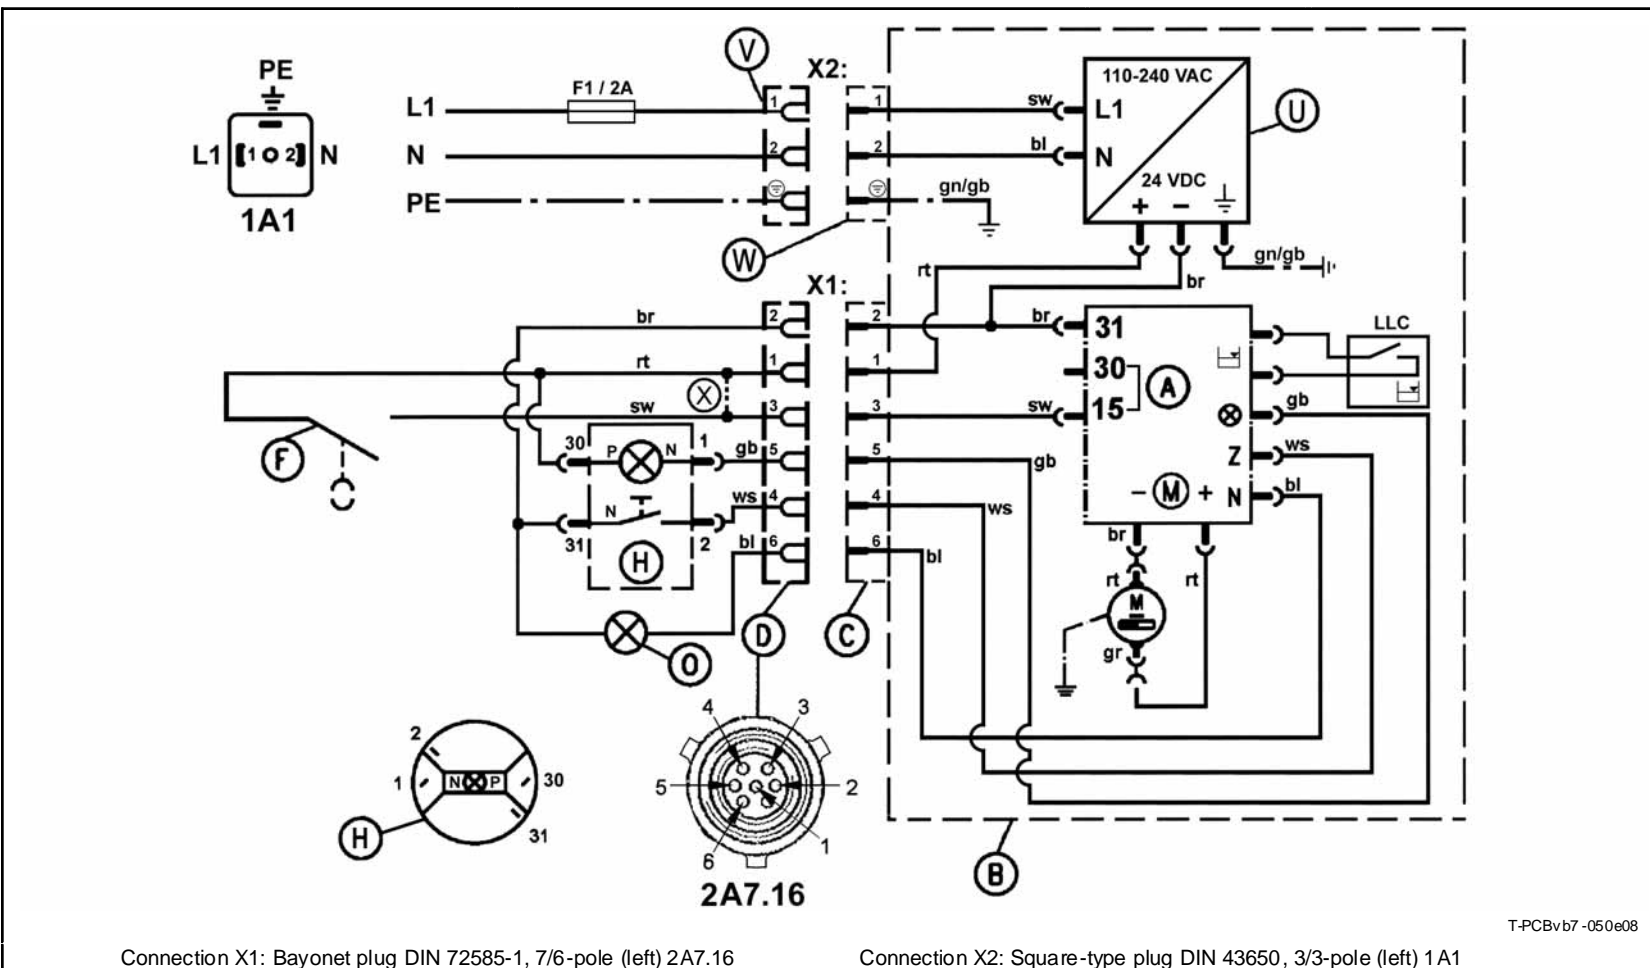 PE
L1 1 2 N
1A1
L1 F1 / 2A
N
PE
V
X2:
1 1 sw L1
2 2 bl N
gn/gb
W
110-240 VAC
24 VDC
+ −
U
gn/gb
rt
br
X1:
br 2 2 br 31
rt 1 1 30
X
sw 3 3 sw 15
A
F
30 P N 1 gb 5 5 gb
N ws 4 4 ws
31 H 2 bl 6 6 bl
O
D
C
LLC
gb
Z ws
N bl
− M +
br
rt rt
M
gr
B
2
1 N P 30
31
H
4 3
5 2
6 1
2A7.16
T-PCBvb7-050e08
Connection X1: Bayonet plug DIN 72585-1, 7/6-pole (left) 2A7.16
Connection X2: Square-type plug DIN 43650, 3/3-pole (left) 1A1